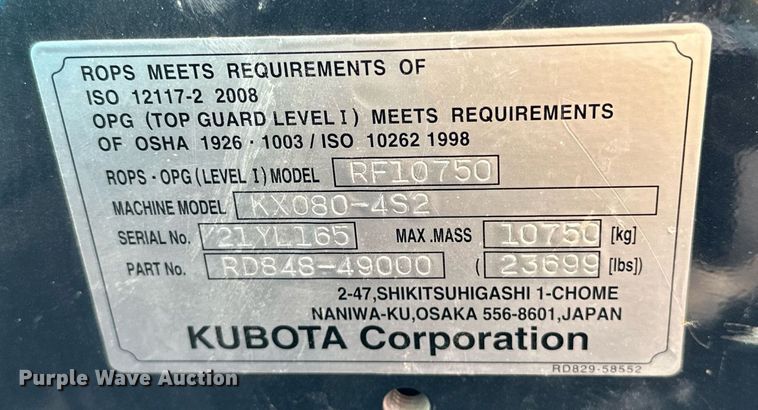 ROPS MEETS REQUIREMENTS OF
ISO 12117-2 2008
OPG (TOP GUARD LEVEL I) MEETS REQUIREMENTS
OF OSHA 1926・1003 / ISO 10262 1998
ROPS・OPG (LEVEL I) MODEL RF10750
MACHINE MODEL KX080-4S2
SERIAL No. 721YL165 MAX .MASS 10750 [kg]
PART No. RD848-49000 ( 23699 [lbs])
2-47,SHIKITSUHIGASHI 1-CHOME
NANIWA-KU,OSAKA 556-8601,JAPAN
KUBOTA Corporation
RD829-58552
Purple Wave Auction